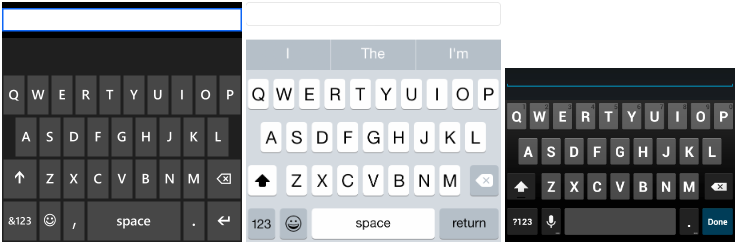 Q W E R T Y U I O P
A S D F G H J K L
Z X C V B N M
&123 , space .
I The I'm
Q W E R T Y U I O P
A S D F G H J K L
Z X C V B N M
123 space return
Q W E R T Y U I O P
A S D F G H J K L
Z X C V B N M
?123 . Done